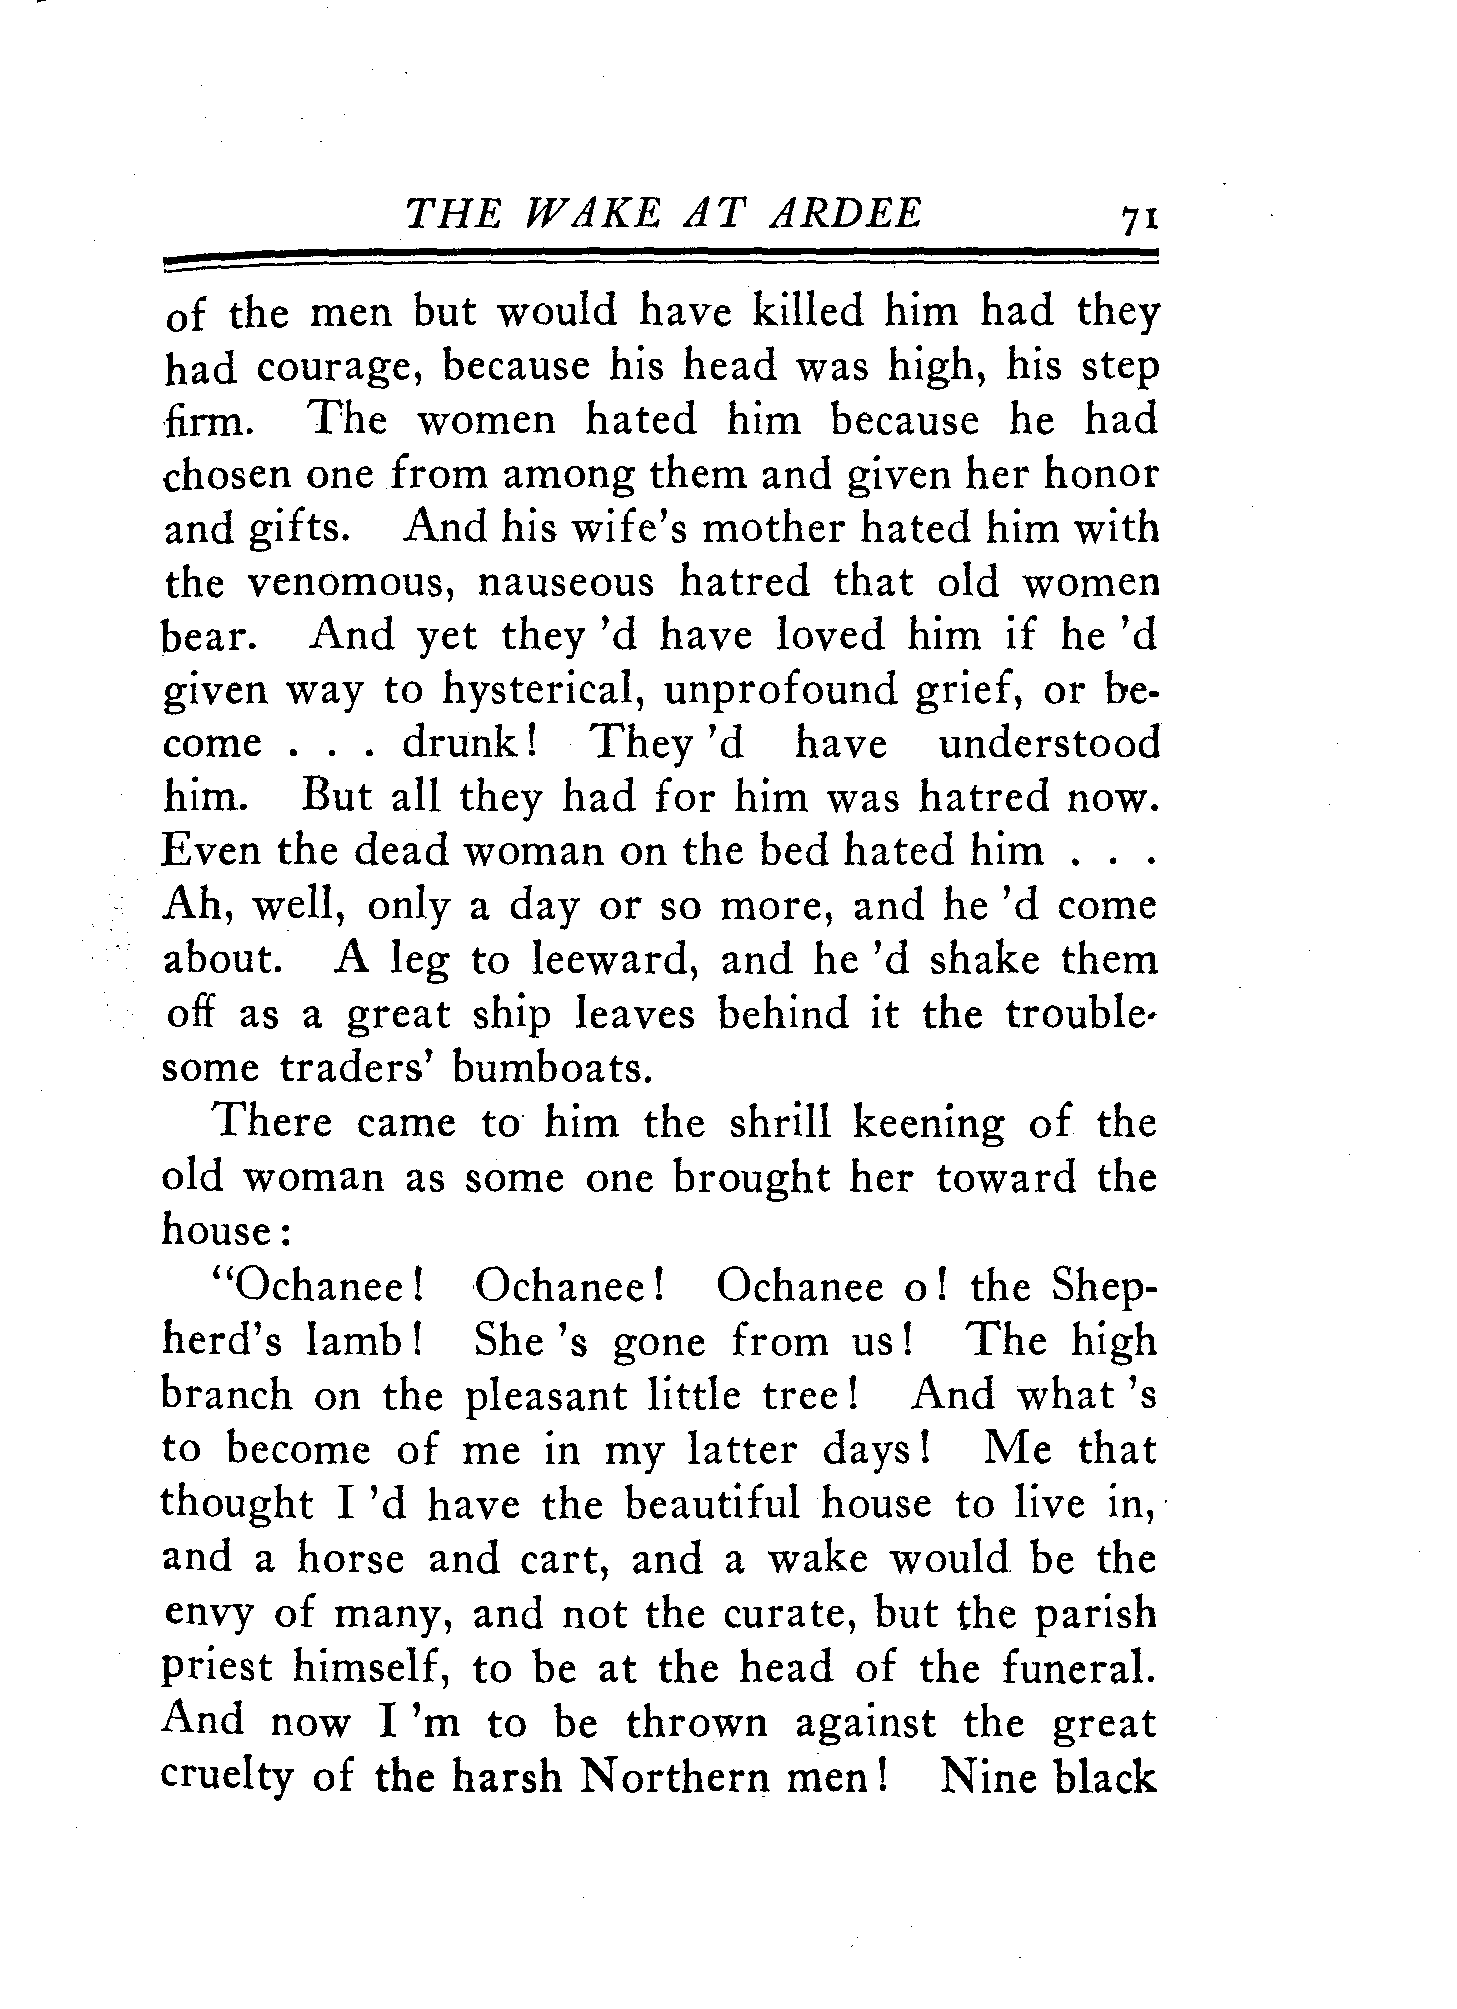 THE WAKE AT ARDEE 71
of the men but would have killed him had they
had courage, because his head was high, his step
firm. The women hated him because he had
chosen one from among them and given her honor
and gifts. And his wife's mother hated him with
the venomous, nauseous hatred that old women
bear. And yet they 'd have loved him if he 'd
given way to hysterical, unprofound grief, or be-
come . . . drunk! They 'd have understood
him. But all they had for him was hatred now.
Even the dead woman on the bed hated him . . .
Ah, well, only a day or so more, and he 'd come
about. A leg to leeward, and he 'd shake them
off as a great ship leaves behind it the trouble-
some traders' bumboats.
There came to him the shrill keening of the
old woman as some one brought her toward the
house:
"Ochanee! Ochanee! Ochanee o! the Shep-
herd's lamb! She 's gone from us! The high
branch on the pleasant little tree! And what 's
to become of me in my latter days! Me that
thought I 'd have the beautiful house to live in,
and a horse and cart, and a wake would be the
envy of many, and not the curate, but the parish
priest himself, to be at the head of the funeral.
And now I 'm to be thrown against the great
cruelty of the harsh Northern men! Nine black